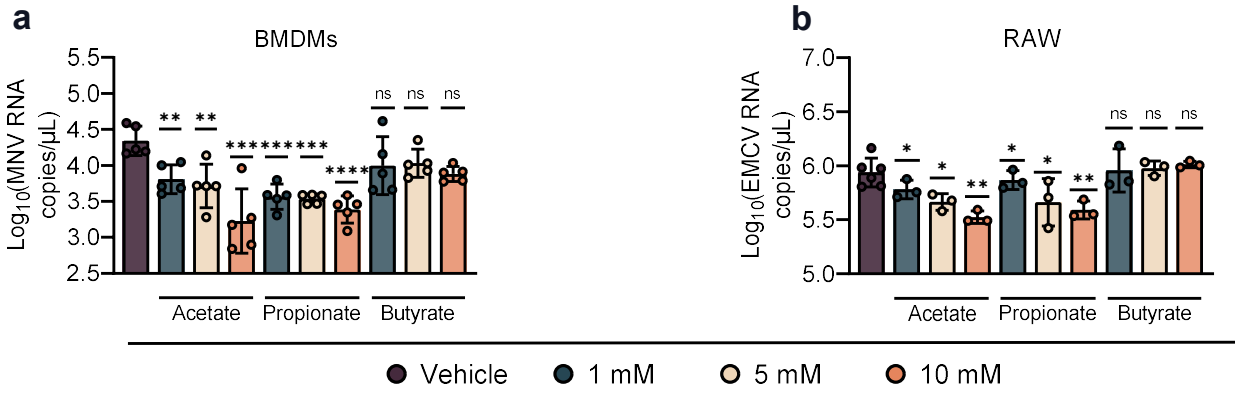 a
BMDMs
Log10(MNV RNA
copies/µL)
5.5
5.0
4.5
4.0
3.5
3.0
2.5
** ** *** *** *** **** ns ns ns
Acetate Propionate Butyrate
b
RAW
Log10(EMCV RNA
copies/µL)
7.0
6.5
6.0
5.5
5.0
* * ** * * ** ns ns ns
Acetate Propionate Butyrate
Vehicle 1 mM 5 mM 10 mM